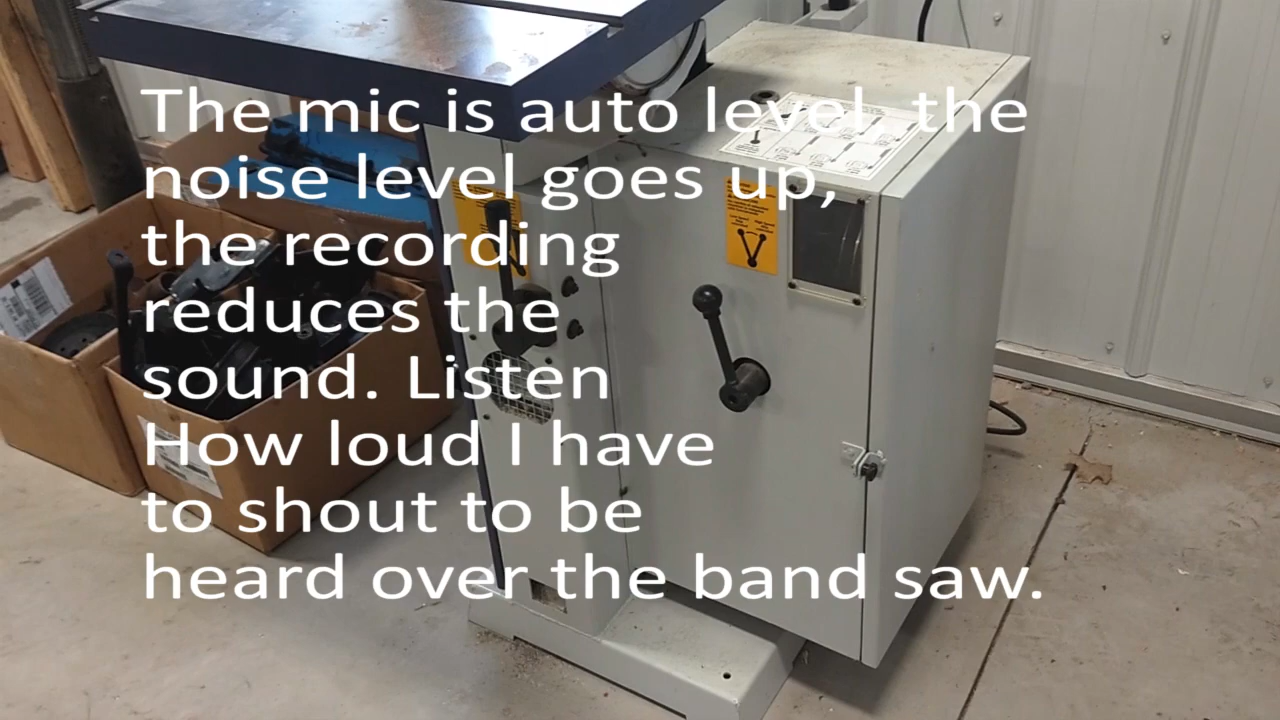 The mic is auto level, the
noise level goes up,
the recording
reduces the
sound. Listen
How loud I have
to shout to be
heard over the band saw.